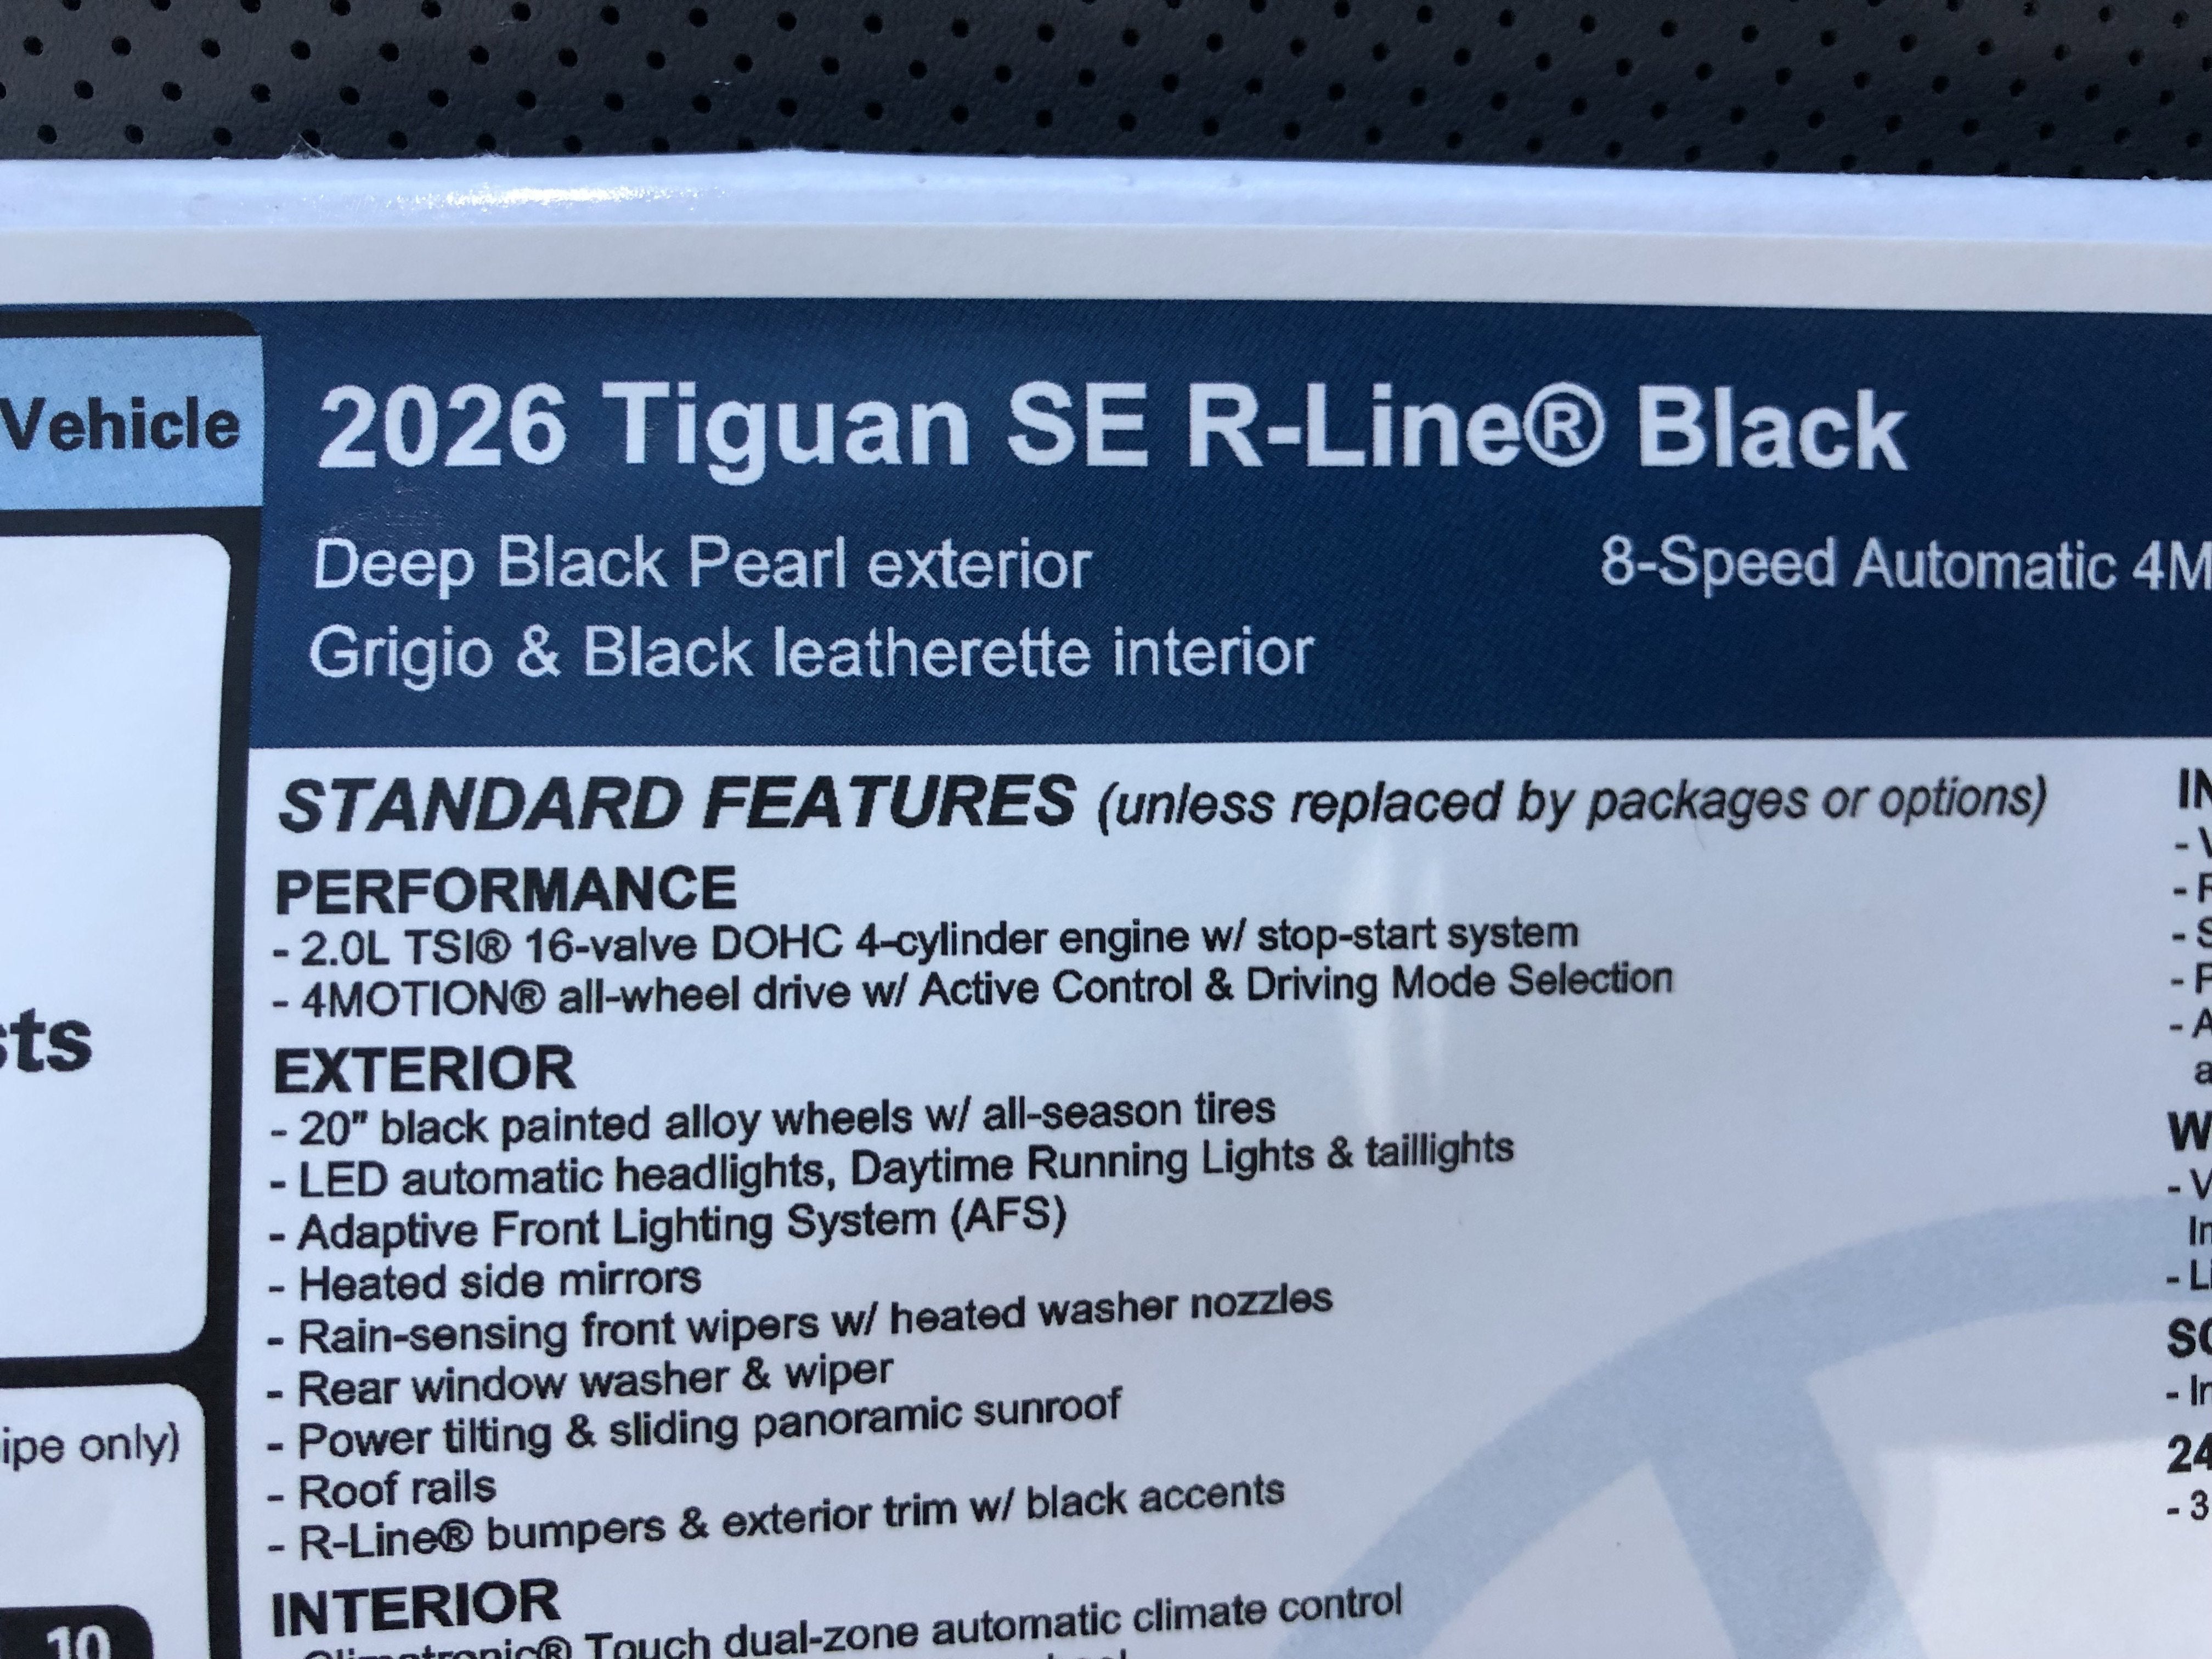 Vehicle
2026 Tiguan SE R-Line® Black
Deep Black Pearl exterior
8-Speed Automatic
Grigio & Black leatherette interior
STANDARD FEATURES (unless replaced by packages or options)
PERFORMANCE
- 2.0L TSI® 16-valve DOHC 4-cylinder engine w/ stop-start system
- 4MOTION® all-wheel drive w/ Active Control & Driving Mode Selection
EXTERIOR
- 20" black painted alloy wheels w/ all-season tires
- LED automatic headlights, Daytime Running Lights & taillights
- Adaptive Front Lighting System (AFS)
- Heated side mirrors
- Rain-sensing front wipers w/ heated washer nozzles
- Rear window washer & wiper
- Power tilting & sliding panoramic sunroof
- Roof rails
- R-Line® bumpers & exterior trim w/ black accents
INTERIOR
- Climatronic® Touch dual-zone automatic climate control
only)
10